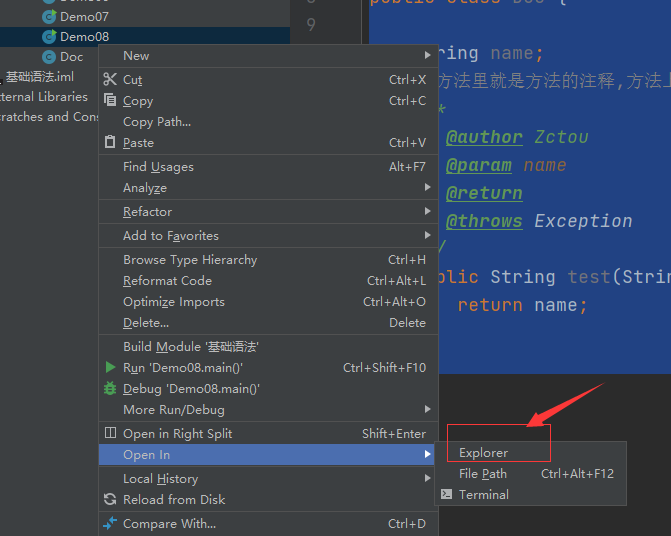 Demo07
Demo08
Doc
基础语法.iml
ternal Libraries
ratches and Cons
8
9
ring name;
方法里就是方法的注释,方法上
*
@author Zctou
@param name
@return
@throws Exception
/
blic String test(Stri
return name;
New
Cut Ctrl+X
Copy Ctrl+C
Copy Path...
Paste Ctrl+V
Find Usages Alt+F7
Analyze
Refactor
Add to Favorites
Browse Type Hierarchy Ctrl+H
Reformat Code Ctrl+Alt+L
Optimize Imports Ctrl+Alt+O
Delete... Delete
Build Module '基础语法'
Run 'Demo08.main()' Ctrl+Shift+F10
Debug 'Demo08.main()'
More Run/Debug
Open in Right Split Shift+Enter
Open In
Local History
Reload from Disk
Compare With... Ctrl+D
Explorer
File Path Ctrl+Alt+F12
Terminal